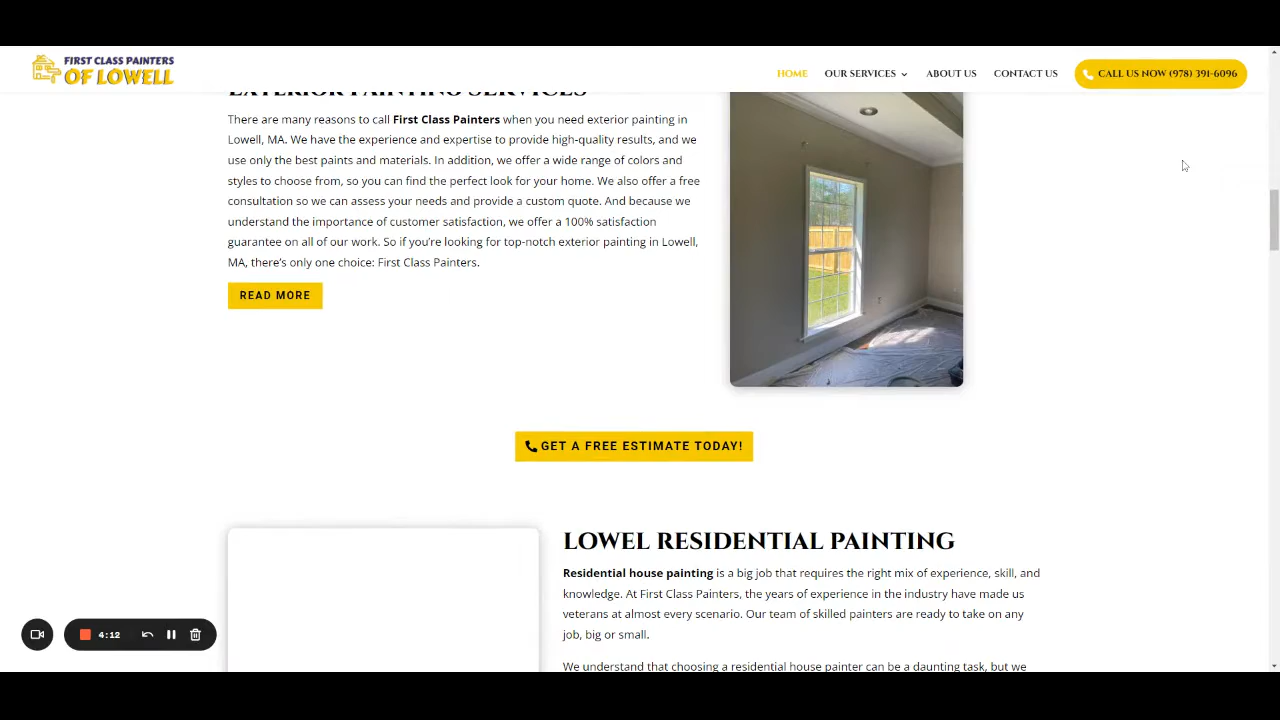 FIRST CLASS PAINTERS
OF LOWELL
HOME
OUR SERVICES
ABOUT US
CONTACT US
CALL US NOW (978) 391-6096
EXTERIOR PAINTING SERVICES
There are many reasons to call First Class Painters when you need exterior painting in
Lowell, MA. We have the experience and expertise to provide high-quality results, and we
use only the best paints and materials. In addition, we offer a wide range of colors and
styles to choose from, so you can find the perfect look for your home. We also offer a free
consultation so we can assess your needs and provide a custom quote. And because we
understand the importance of customer satisfaction, we offer a 100% satisfaction
guarantee on all of our work. So if you’re looking for top-notch exterior painting in Lowell,
MA, there’s only one choice: First Class Painters.
READ MORE
GET A FREE ESTIMATE TODAY!
LOWEL RESIDENTIAL PAINTING
Residential house painting is a big job that requires the right mix of experience, skill, and
knowledge. At First Class Painters, the years of experience in the industry have made us
veterans at almost every scenario. Our team of skilled painters are ready to take on any
job, big or small.
We understand that choosing a residential house painter can be a daunting task, but we
4:12